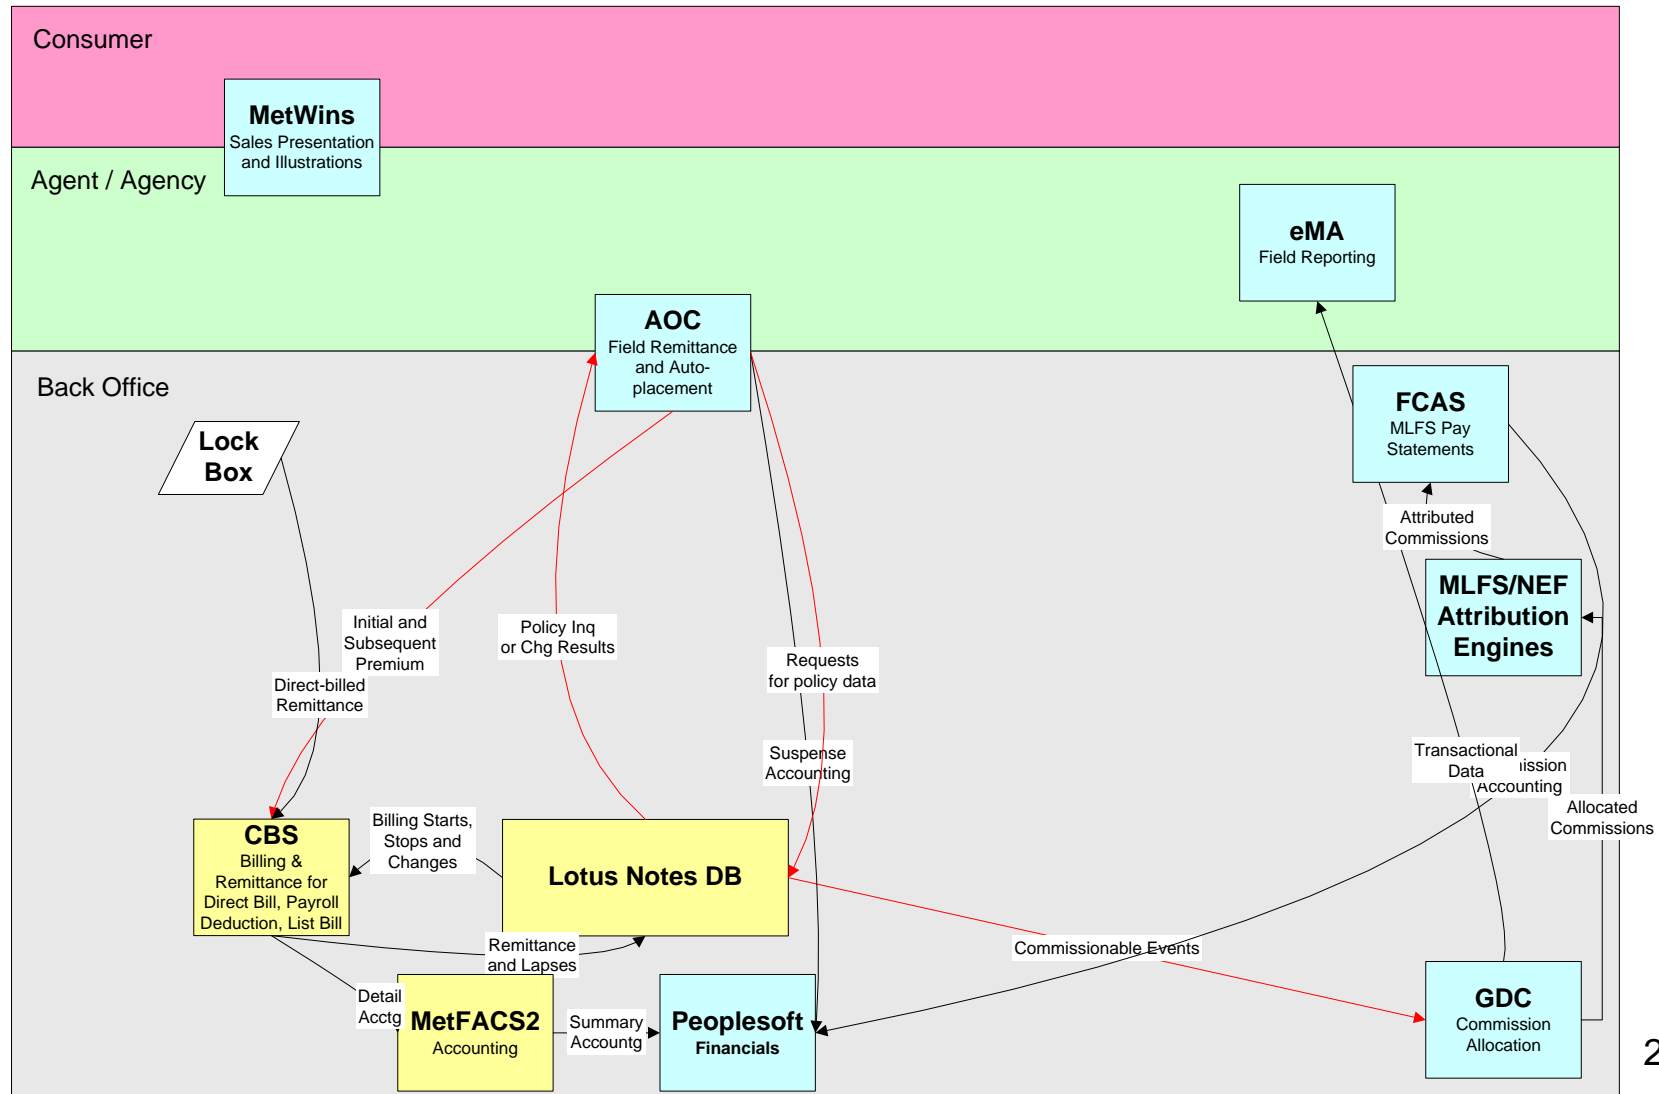 Consumer
MetWins
Sales Presentation
and Illustrations
Agent / Agency
eMA
Field Reporting
AOC
Field Remittance
and Auto-
placement
Back Office
FCAS
MLFS Pay
Statements
Lock
Box
Attributed
Commissions
MLFS/NEF
Attribution
Engines
Initial and
Subsequent
Premium
Policy Inq
or Chg Results
Requests
for policy data
Direct-billed
Remittance
Suspense
Accounting
Transactional
Data
Accounting
Allocated
Commissions
CBS
Billing &
Remittance for
Direct Bill, Payroll
Deduction, List Bill
Billing Starts,
Stops and
Changes
Lotus Notes DB
Remittance
and Lapses
Commissionable Events
Detail
Acctg
MetFACS2
Accounting
Summary
Accountg
Peoplesoft
Financials
GDC
Commission
Allocation
2